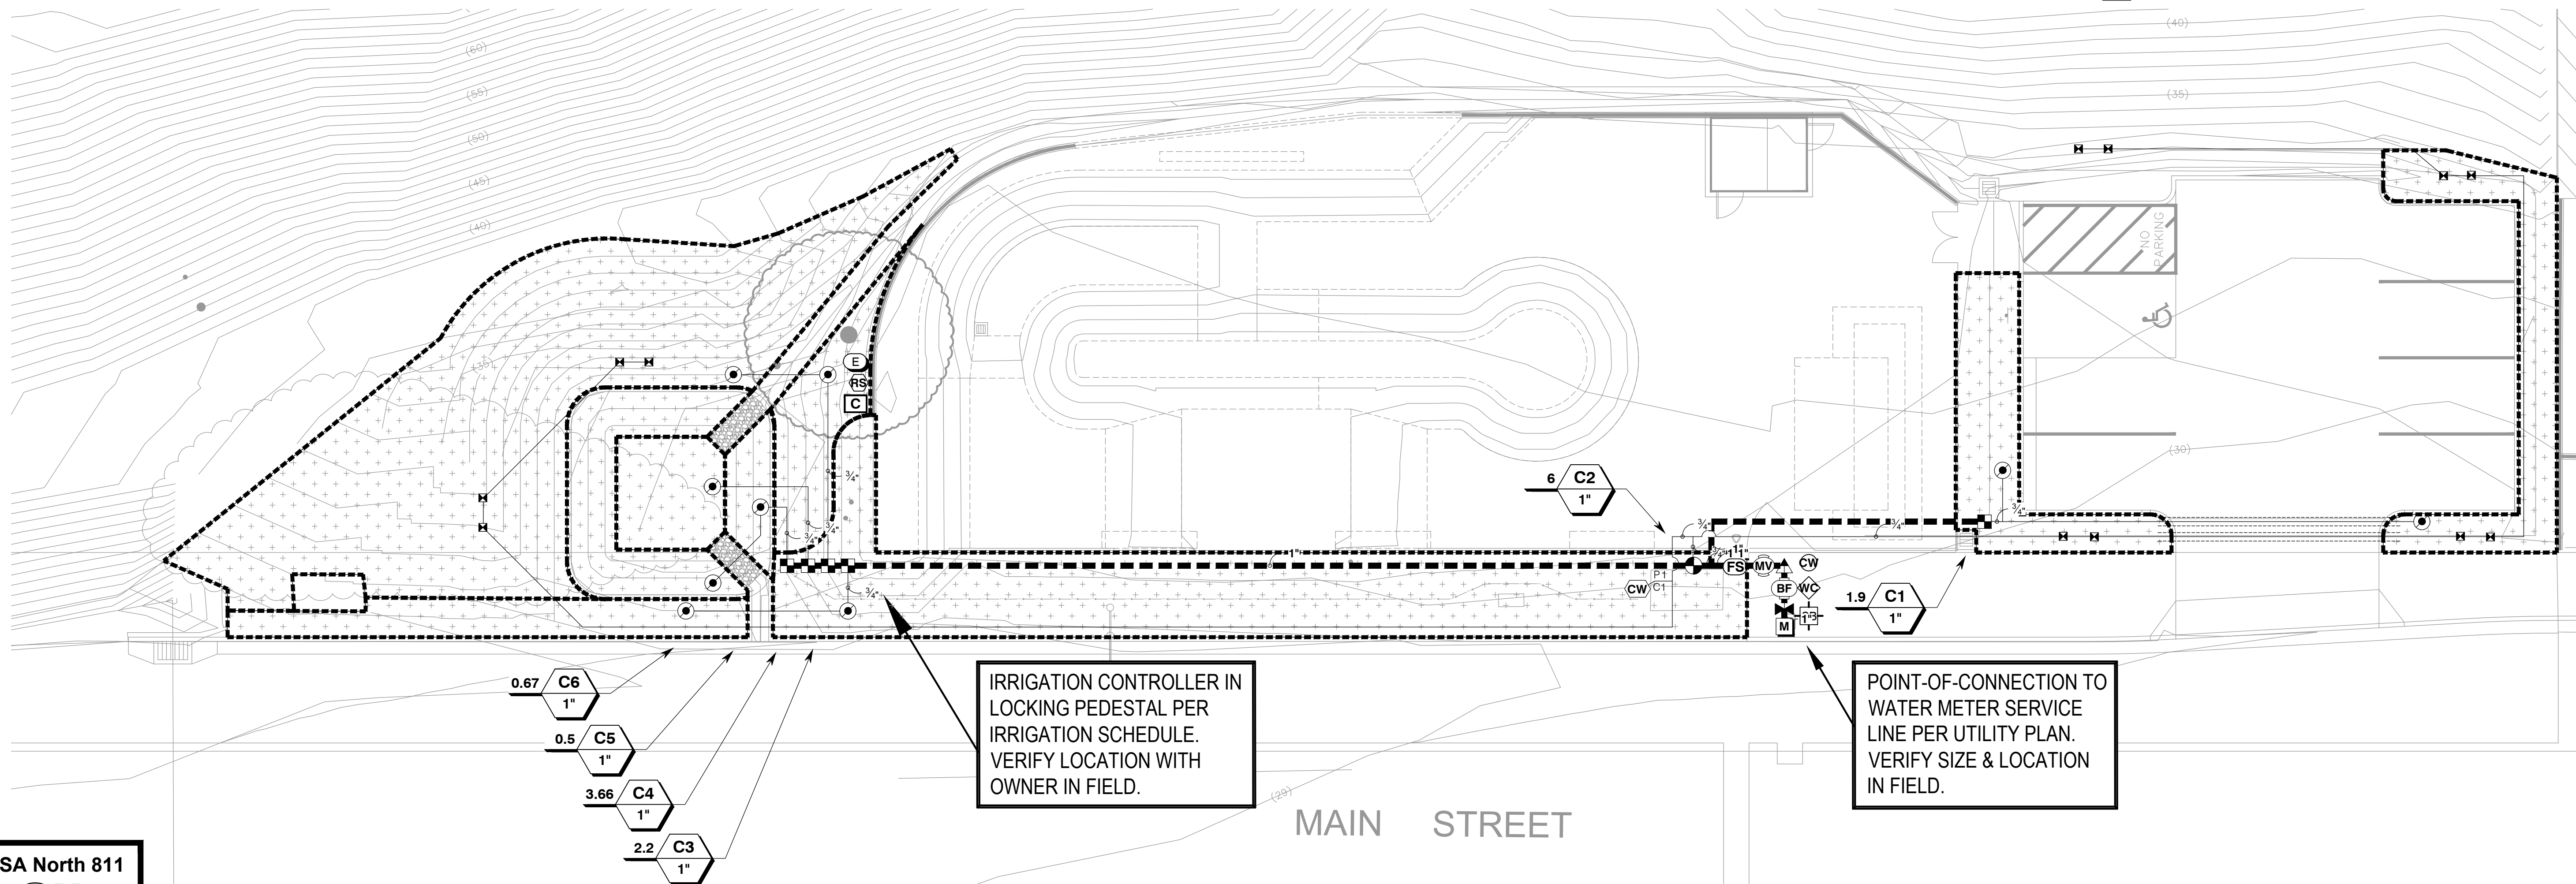 (60)
(55)
(50)
(45)
(40)
(35)
(40)
(35)
NO
PARKING
(30)
E
RS
C
¾"
¾"
¾"
¾"
1"
6
C2
1"
¾"
¾"
¾"
FS
MV
CW
BF
WC
M
1"
P1
C1
CW
1.9
C1
1"
0.67
C6
1"
0.5
C5
1"
3.66
C4
1"
2.2
C3
1"
IRRIGATION CONTROLLER IN
LOCKING PEDESTAL PER
IRRIGATION SCHEDULE.
VERIFY LOCATION WITH
OWNER IN FIELD.
POINT-OF-CONNECTION TO
WATER METER SERVICE
LINE PER UTILITY PLAN.
VERIFY SIZE & LOCATION
IN FIELD.
(29)
MAIN STREET
SA North 811